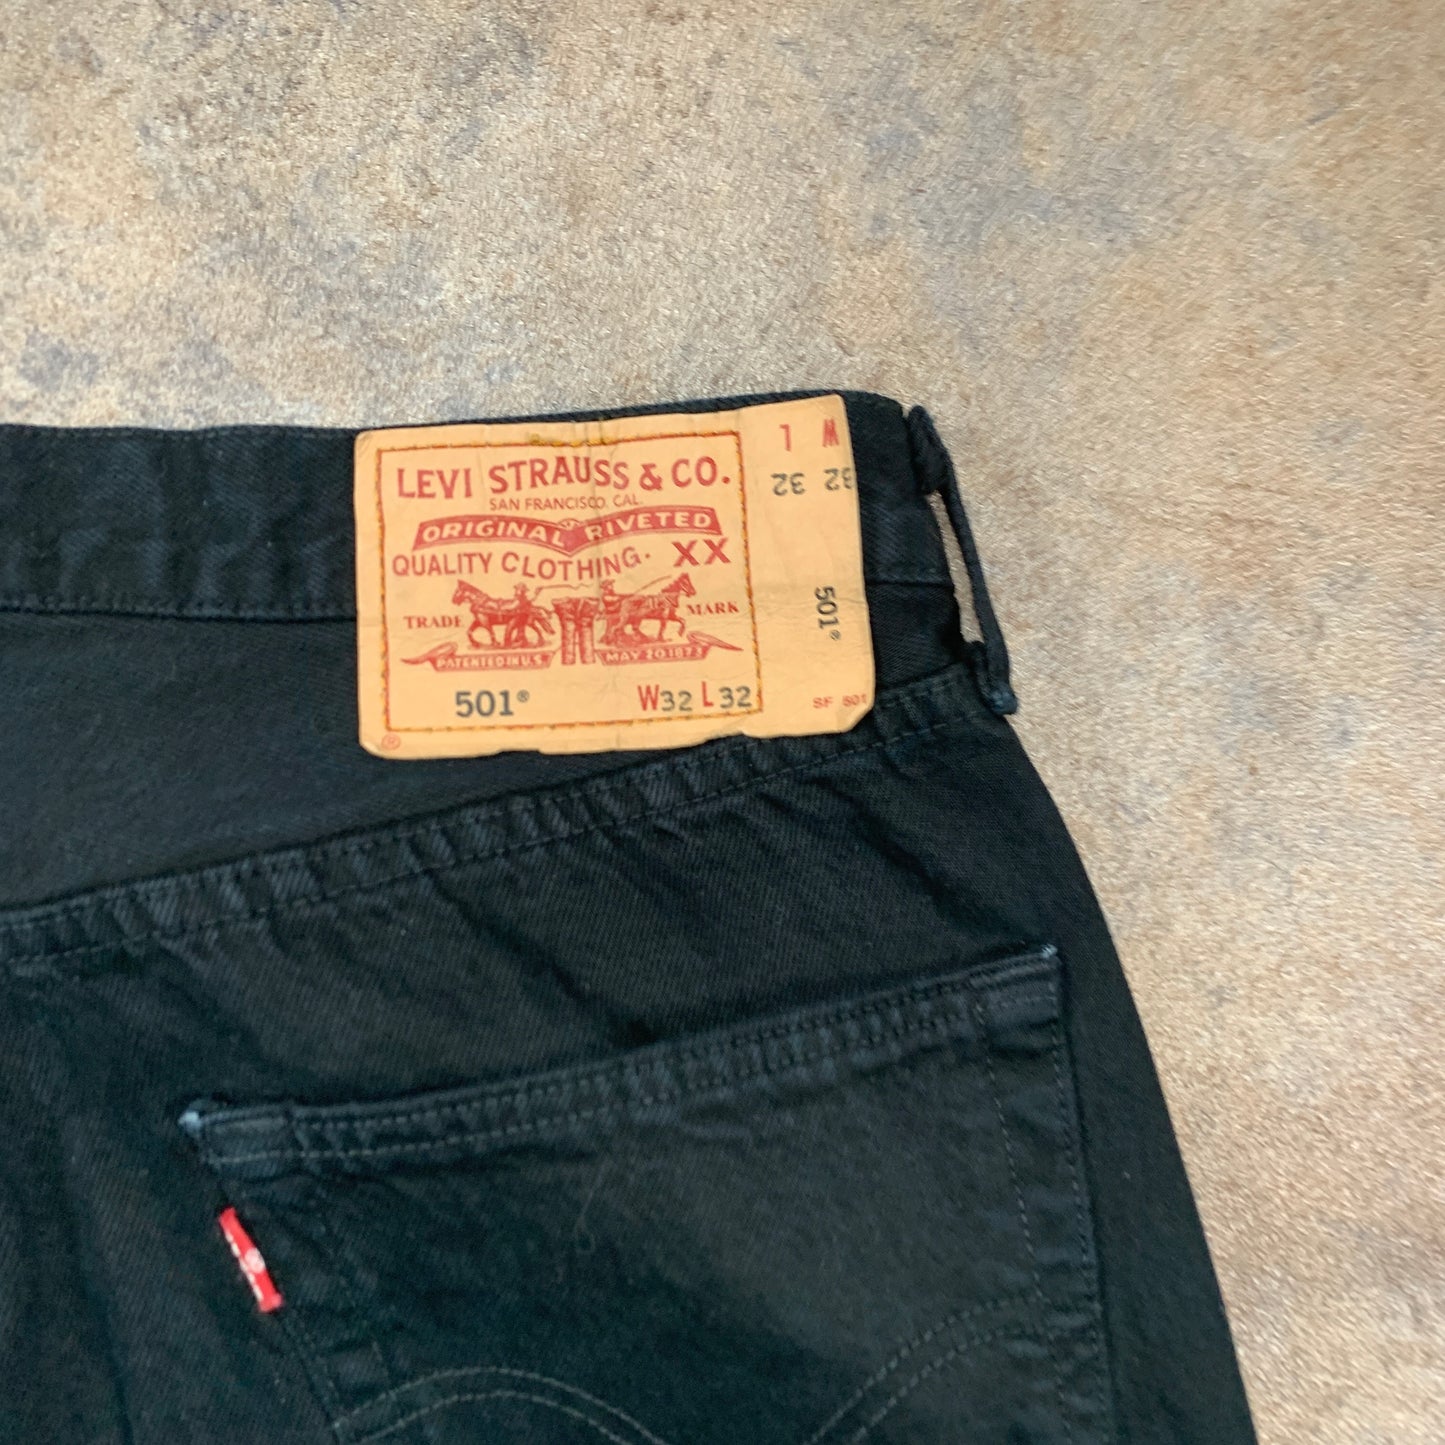 LEVI STRAUSS & CO.
SAN FRANCISCO. CAL.
ORIGINAL RIVETED
QUALITY CLOTHING. XX
TRADE MARK
PATENTED IN U.S. MAY 20 1873
501® W32 L32
®
L W
32 32
501®
SF 501